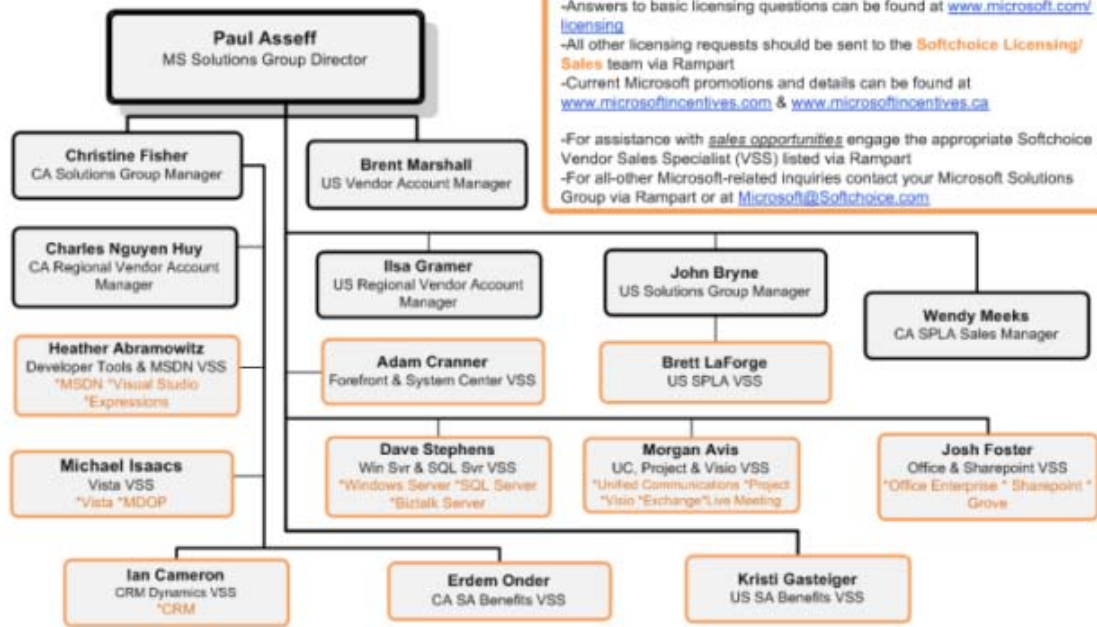 Paul Asseff
MS Solutions Group Director
-Answers to basic licensing questions can be found at www.microsoft.com/
licensing
-All other licensing requests should be sent to the Softchoice Licensing/
Sales team via Rampart
-Current Microsoft promotions and details can be found at
www.microsoftincentives.com & www.microsoftincentives.ca
-For assistance with sales opportunities engage the appropriate Softchoice
Vendor Sales Specialist (VSS) listed via Rampart
-For all-other Microsoft-related inquiries contact your Microsoft Solutions
Group via Rampart or at Microsoft@Softchoice.com
Christine Fisher
CA Solutions Group Manager
Brent Marshall
US Vendor Account Manager
Charles Nguyen Huy
CA Regional Vendor Account
Manager
Ilsa Gramer
US Regional Vendor Account
Manager
John Bryne
US Solutions Group Manager
Wendy Meeks
CA SPLA Sales Manager
Heather Abramowitz
Developer Tools & MSDN VSS
*MSDN *Visual Studio
*Expressions
Adam Cranner
Forefront & System Center VSS
Brett LaForge
US SPLA VSS
Michael Isaacs
Vista VSS
*Vista *MDOP
Dave Stephens
Win Svr & SQL Svr VSS
*Windows Server *SQL Server
*Biztalk Server
Morgan Avis
UC, Project & Visio VSS
*Unified Communications *Project
*Visio *Exchange*Live Meeting
Josh Foster
Office & Sharepoint VSS
*Office Enterprise * Sharepoint *
Grove
Ian Cameron
CRM Dynamics VSS
*CRM
Erdem Onder
CA SA Benefits VSS
Kristi Gasteiger
US SA Benefits VSS